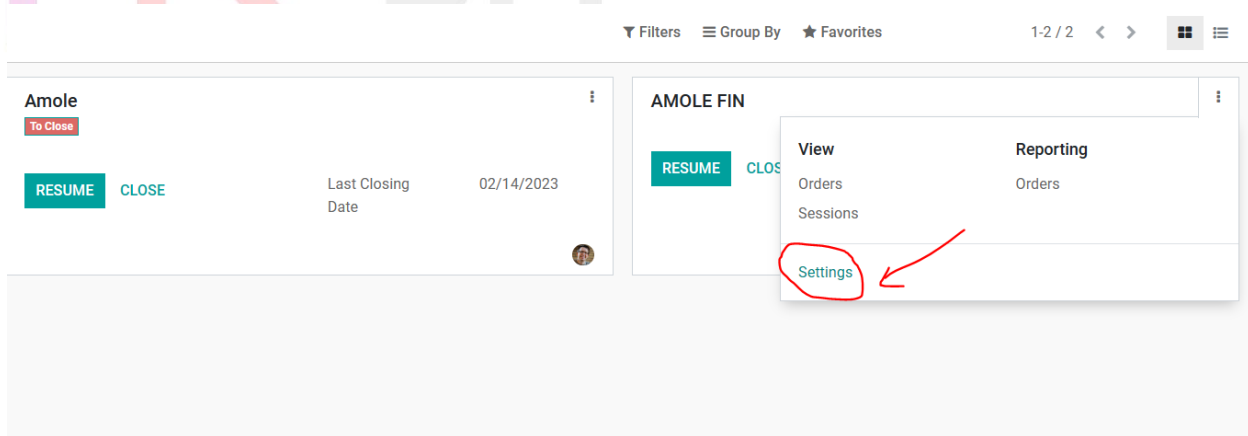 Filters Group By Favorites 1-2 / 2
Amole
To Close
RESUME CLOSE
Last Closing Date
02/14/2023
AMOLE FIN
RESUME
View
Orders
Sessions
Reporting
Orders
Settings